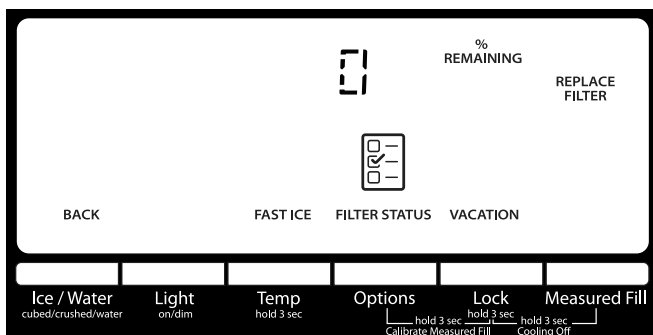 0
%
REMAINING
REPLACE
FILTER
BACK
FAST ICE
FILTER STATUS
VACATION
Ice / Water
cubed/crushed/water
Light
on/dim
Temp
hold 3 sec
Options
Lock
hold 3 sec
Measured Fill
hold 3 sec
Calibrate Measured Fill
hold 3 sec
Cooling Off